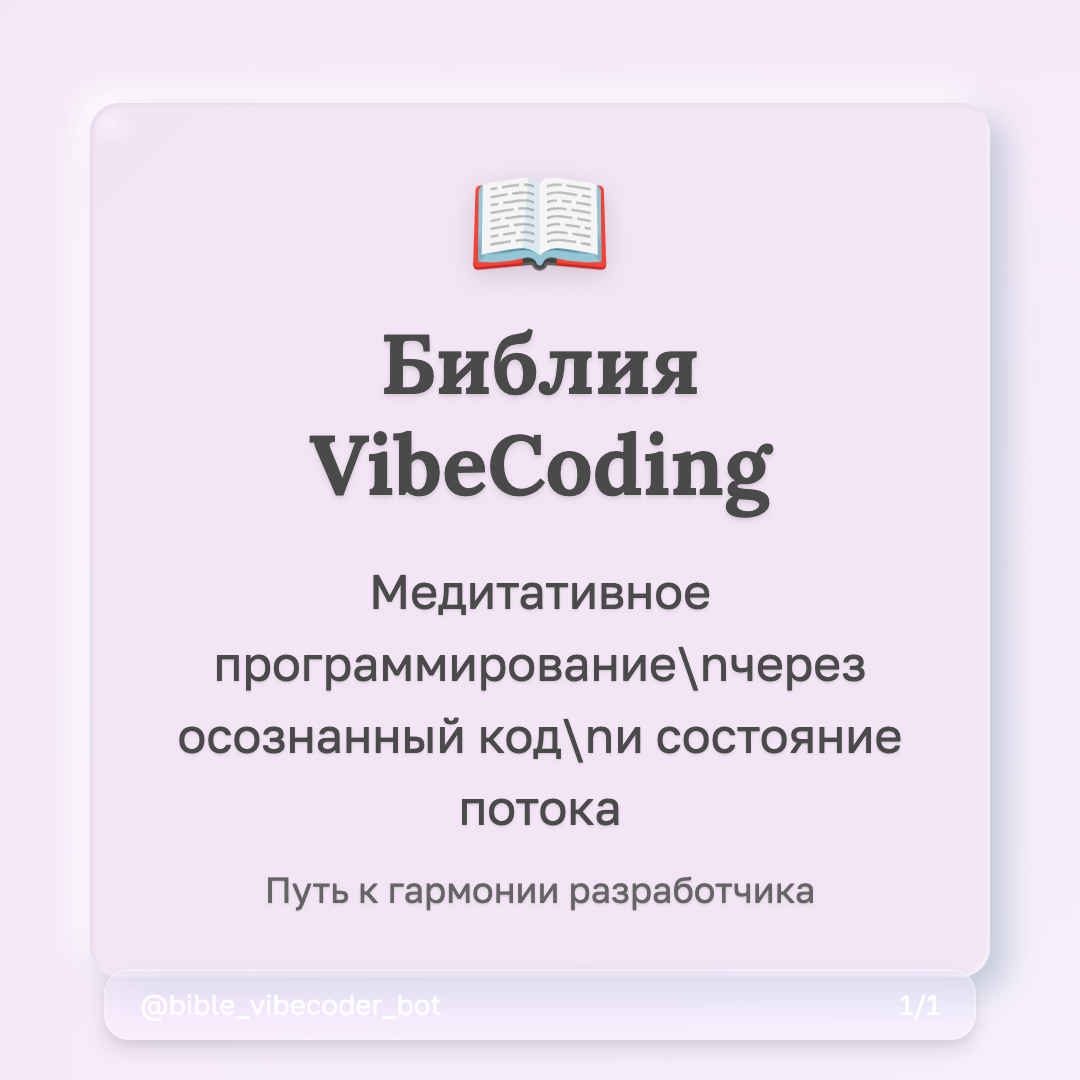 Библия
VibeCoding
Медитативное
программирование\nчерез
осознанный код\nи состояние
потока
Путь к гармонии разработчика
@bible_vibecoder_bot
1/1